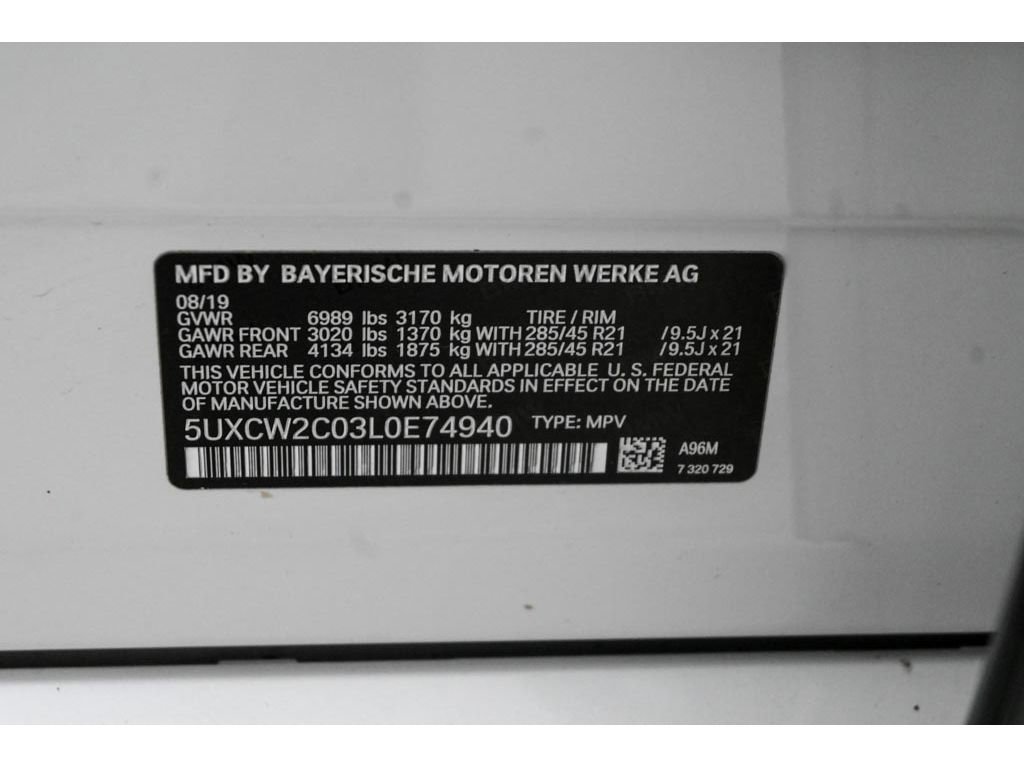 MFD BY BAYERISCHE MOTOREN WERKE AG
08/19
GVWR 6989 lbs 3170 kg TIRE / RIM
GAWR FRONT 3020 lbs 1370 kg WITH 285/45 R21 /9.5J x 21
GAWR REAR 4134 lbs 1875 kg WITH 285/45 R21 /9.5J x 21
THIS VEHICLE CONFORMS TO ALL APPLICABLE U. S. FEDERAL
MOTOR VEHICLE SAFETY STANDARDS IN EFFECT ON THE DATE
OF MANUFACTURE SHOWN ABOVE.
5UXCW2C03L0E74940 TYPE: MPV
A96M
7 320 729